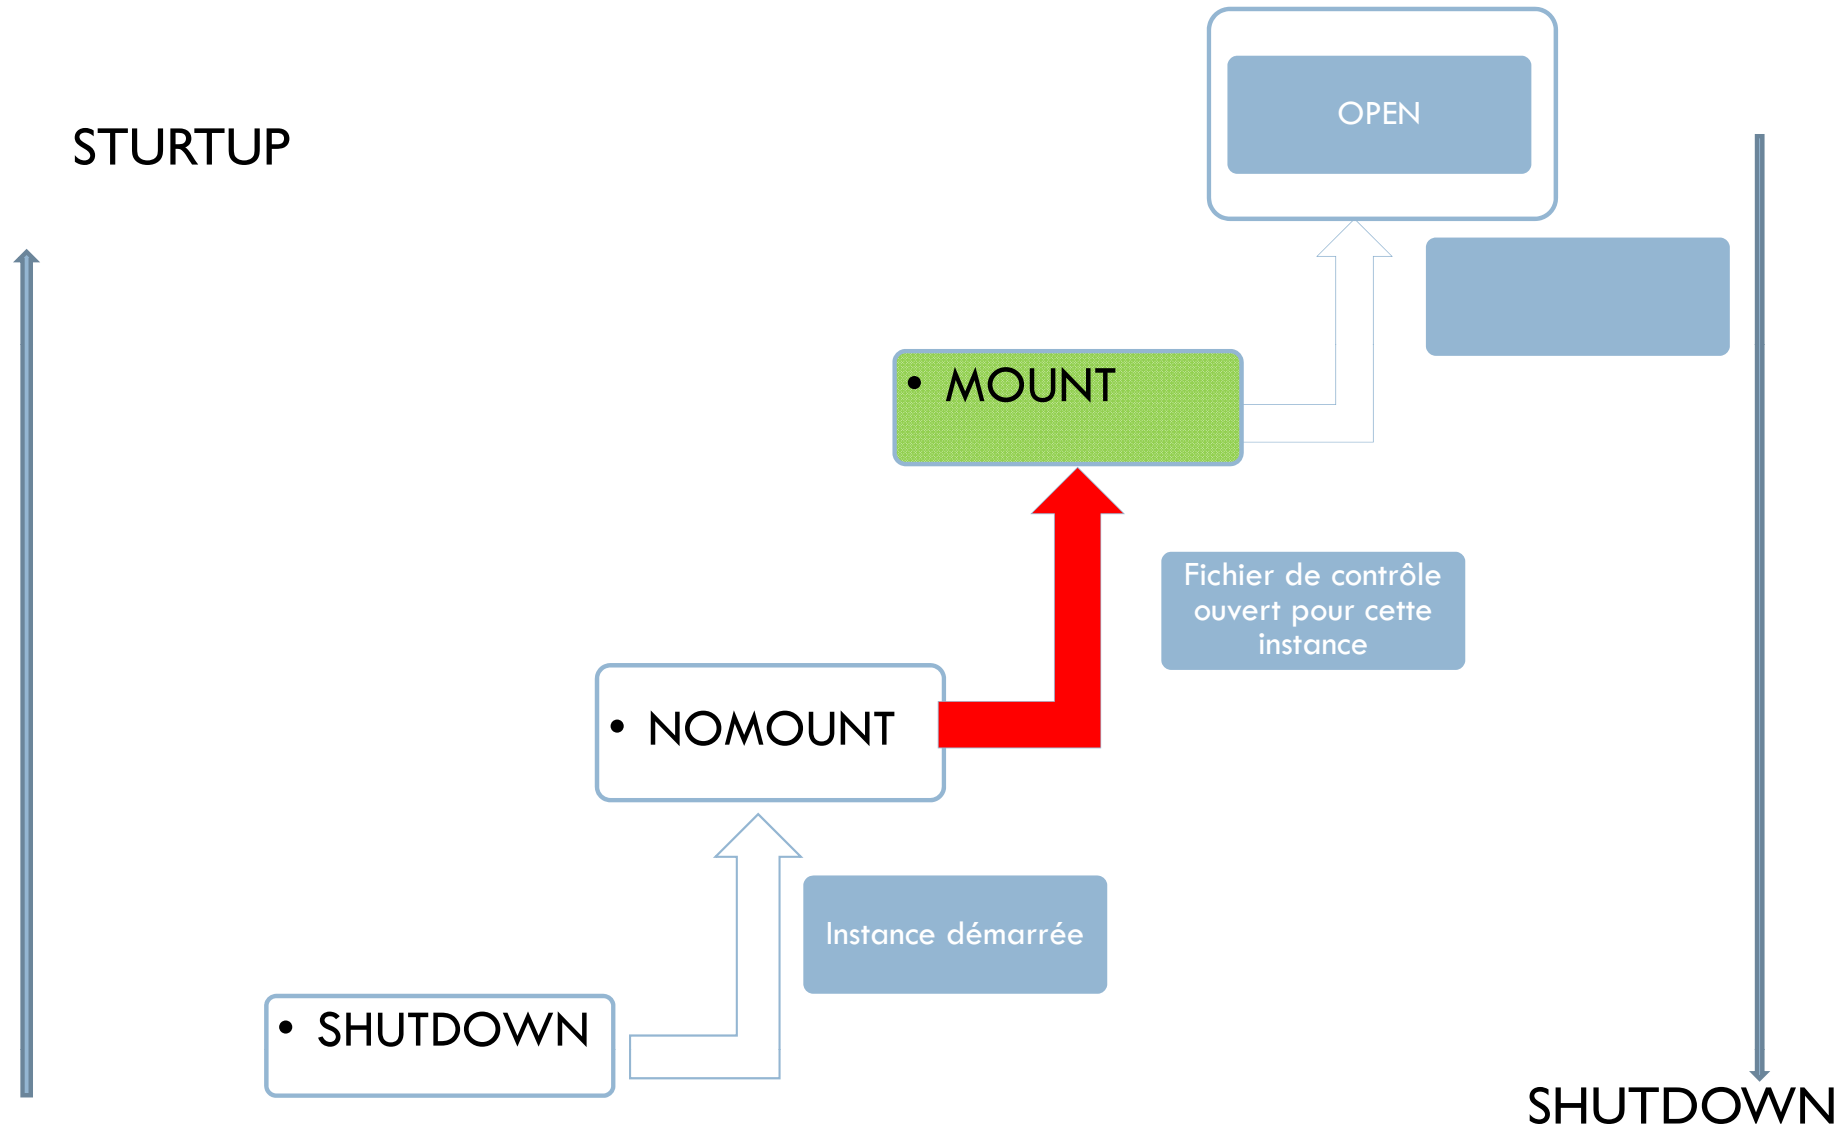 OPEN
STURTUP
• MOUNT
Fichier de contrôle
ouvert pour cette
instance
• NOMOUNT
Instance démarrée
• SHUTDOWN
SHUTDOWN